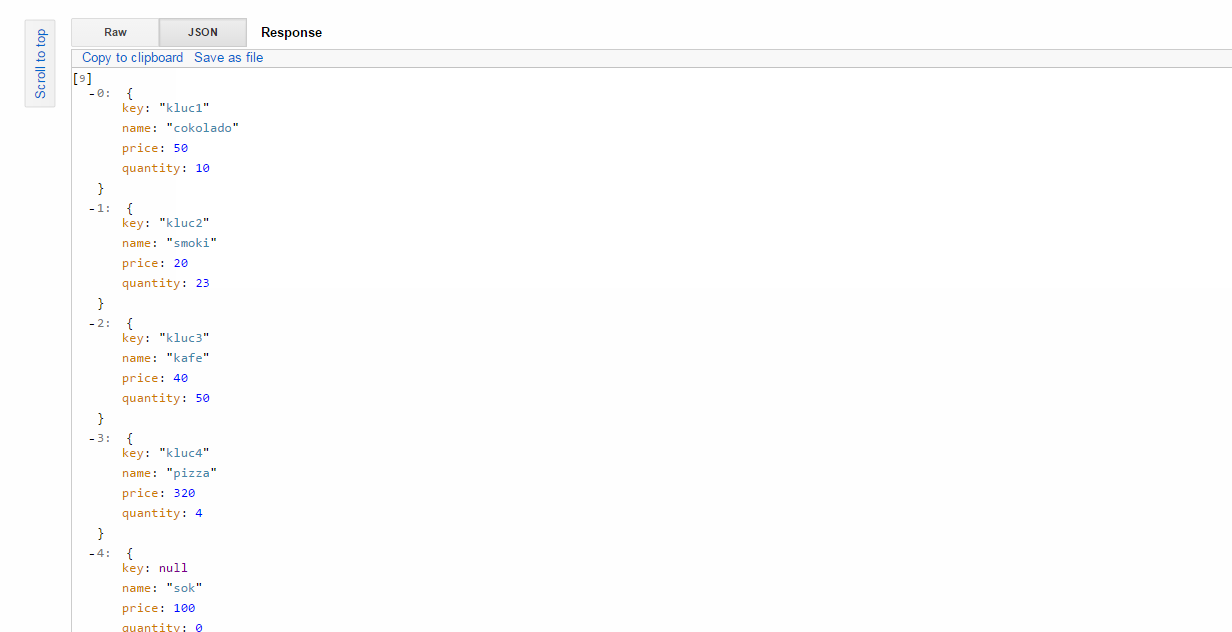 Scroll to top
Raw JSON Response
Copy to clipboard Save as file
[9]
-0: {
key: "kluc1"
name: "cokolado"
price: 50
quantity: 10
}
-1: {
key: "kluc2"
name: "smoki"
price: 20
quantity: 23
}
-2: {
key: "kluc3"
name: "kafe"
price: 40
quantity: 50
}
-3: {
key: "kluc4"
name: "pizza"
price: 320
quantity: 4
}
-4: {
key: null
name: "sok"
price: 100
quantity: 0